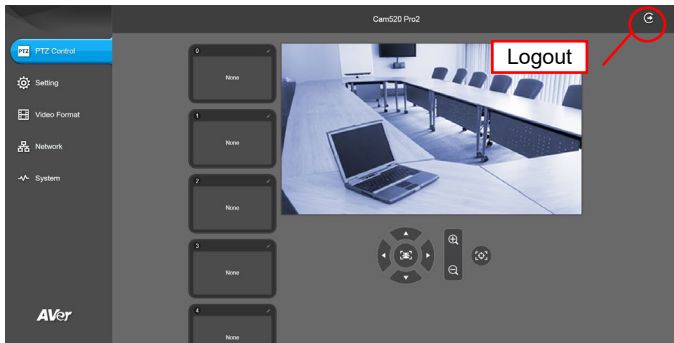 Cam520 Pro2
Logout
PTZ PTZ Control
Setting
Video Format
Network
System
AVer
0
None
1
None
2
None
3
None
4
None